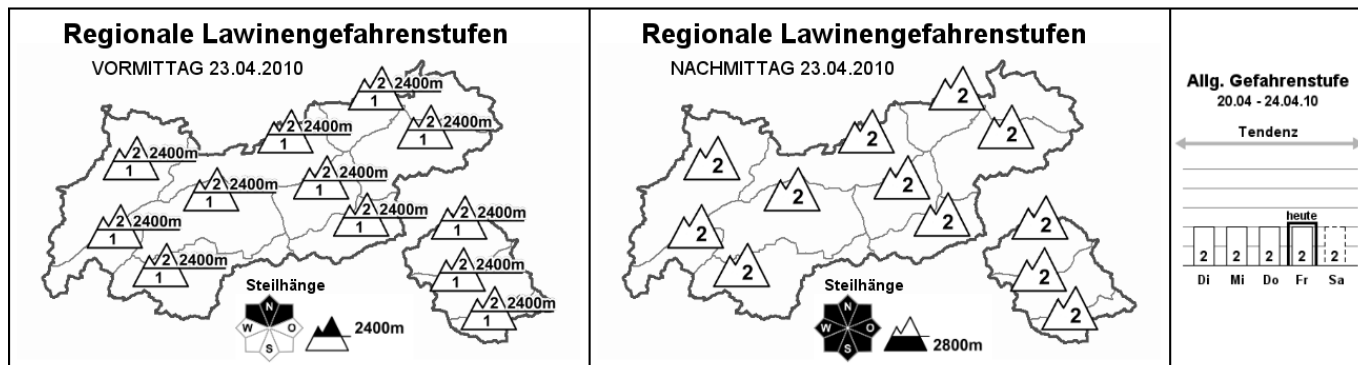 Regionale Lawinengefahrenstufen
VORMITTAG 23.04.2010
2 2400m
1
2 2400m
1
2 2400m
1
2 2400m
1
2 2400m
1
2 2400m
1
2 2400m
1
2 2400m
1
2 2400m
1
2 2400m
1
2 2400m
1
2 2400m
1
Steilhänge
N
W O
S
2400m
Regionale Lawinengefahrenstufen
NACHMITTAG 23.04.2010
2
2
2
2
2
2
2
2
2
2
2
2
Steilhänge
N
W O
S
2800m
Allg. Gefahrenstufe
20.04 - 24.04.10
Tendenz
heute
2 2 2 2 2
Di Mi Do Fr Sa